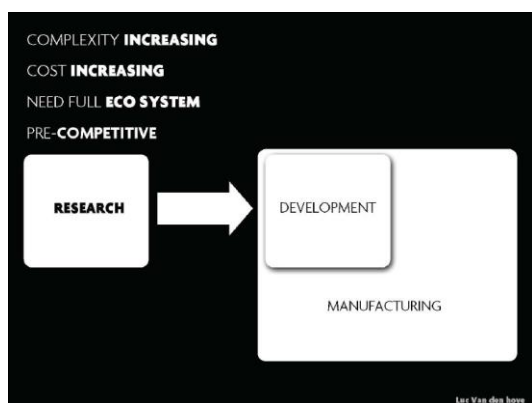 COMPLEXITY INCREASING
COST INCREASING
NEED FULL ECO SYSTEM
PRE-COMPETITIVE
RESEARCH
DEVELOPMENT
MANUFACTURING
Luc Van den hove